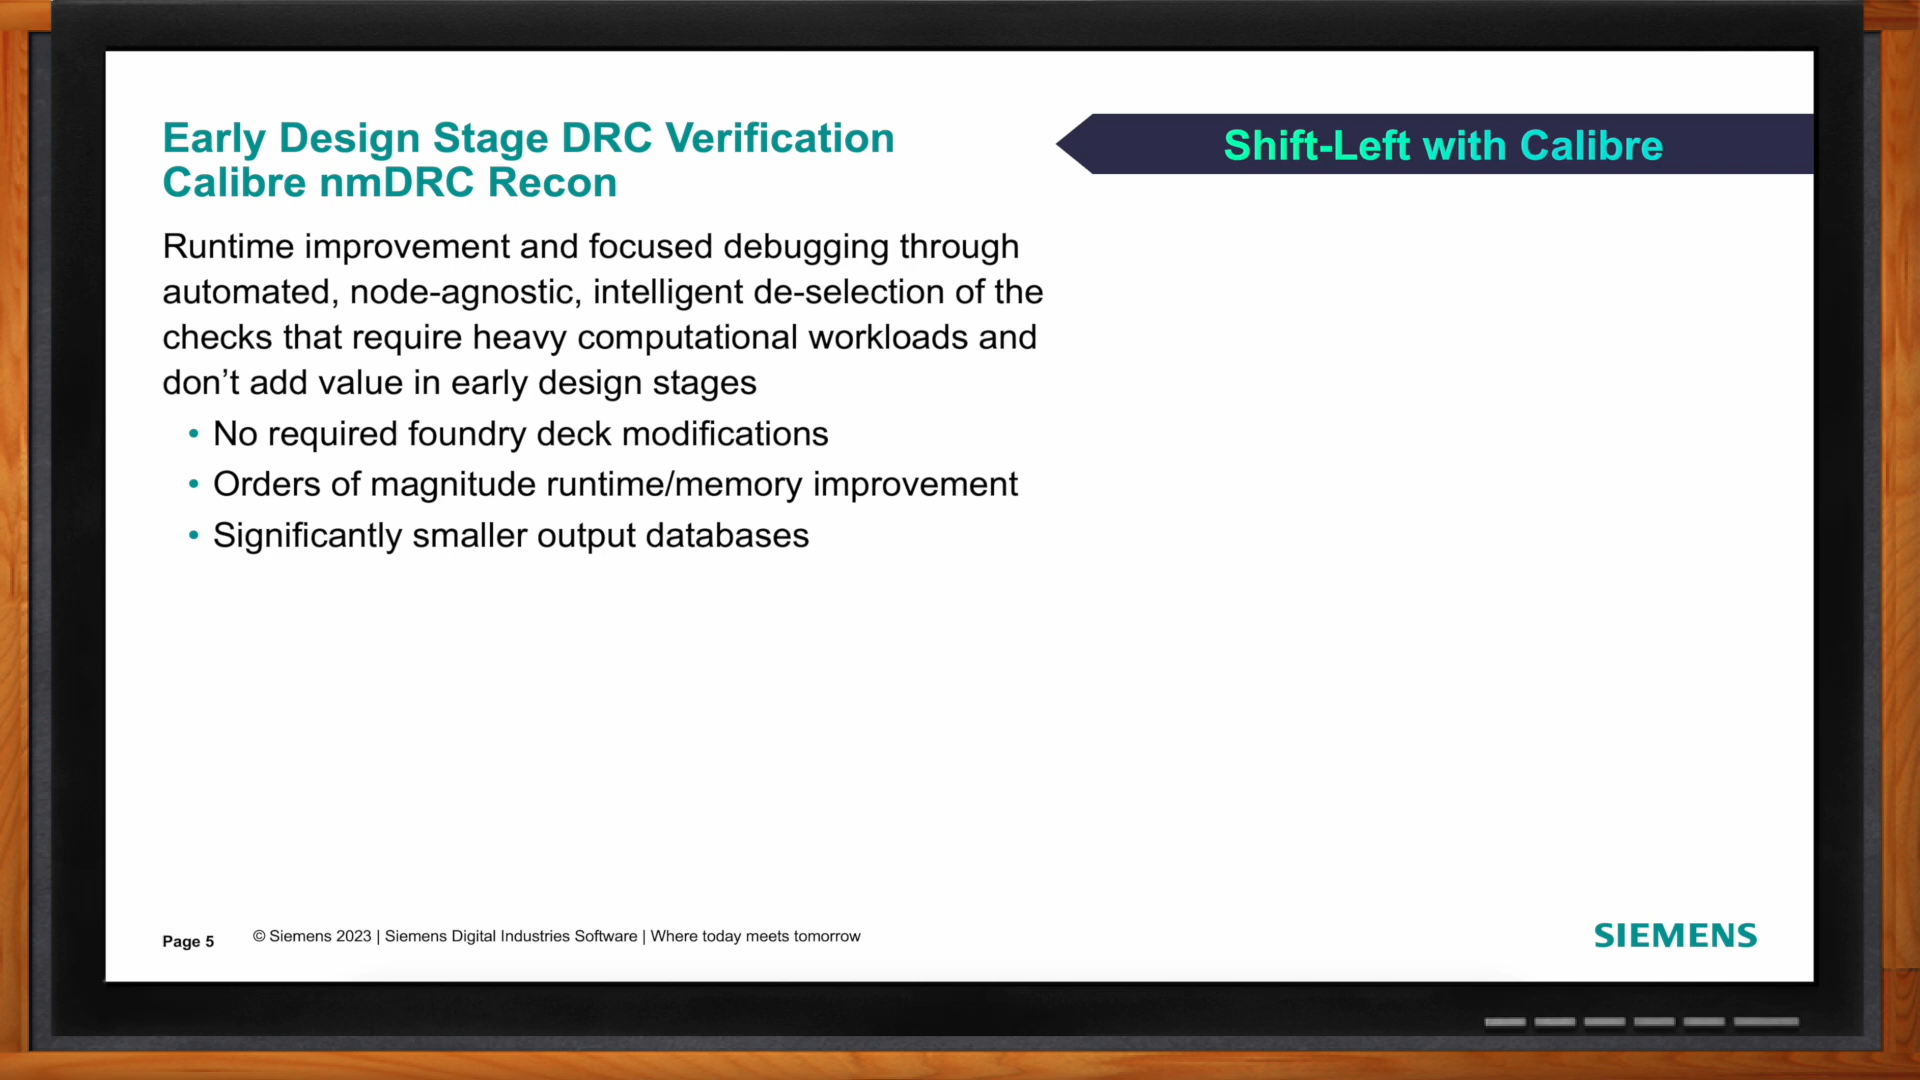 Early Design Stage DRC Verification
Calibre nmDRC Recon
Shift-Left with Calibre
Runtime improvement and focused debugging through
automated, node-agnostic, intelligent de-selection of the
checks that require heavy computational workloads and
don’t add value in early design stages
• No required foundry deck modifications
• Orders of magnitude runtime/memory improvement
• Significantly smaller output databases
Page 5
© Siemens 2023 | Siemens Digital Industries Software | Where today meets tomorrow
SIEMENS